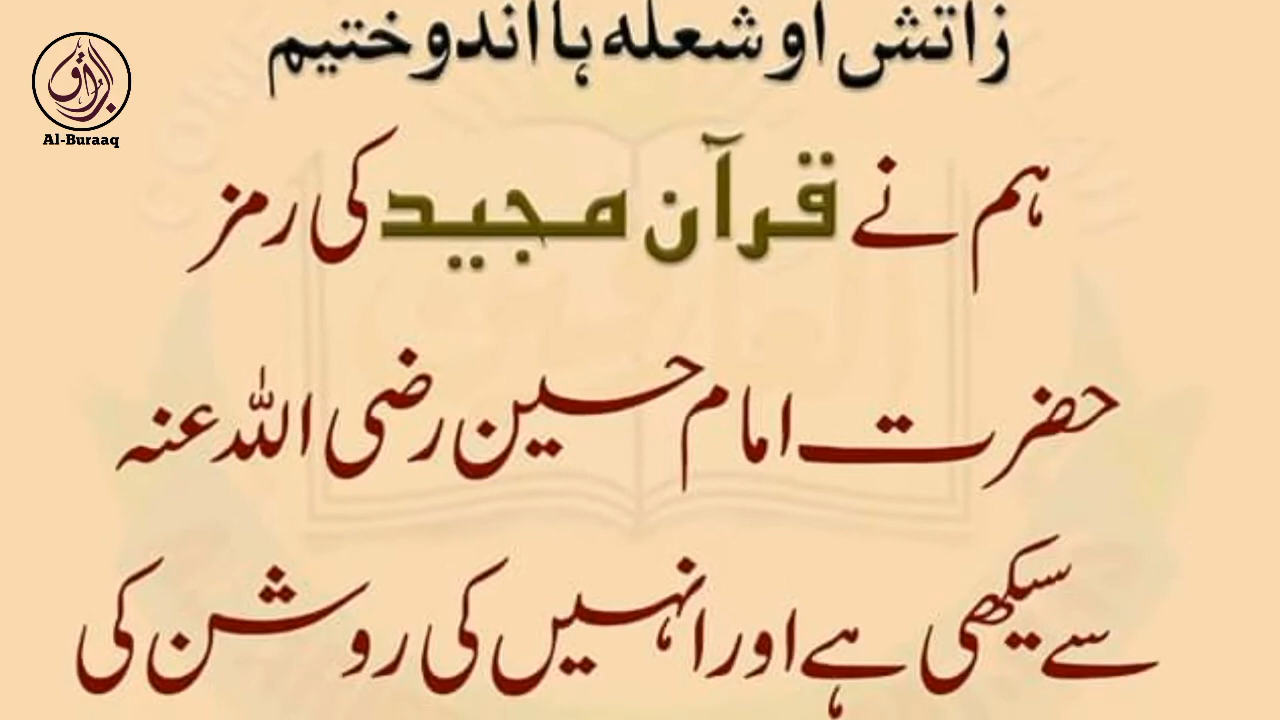 زاتش او شعلہ ہا اندوختیم
Al-Buraaq
ہم نے قرآن مجید کی رمز
حضرت امام حسین رضی اللہ عنہ
سے سیکھی ہے اور انہیں کی روشن کی